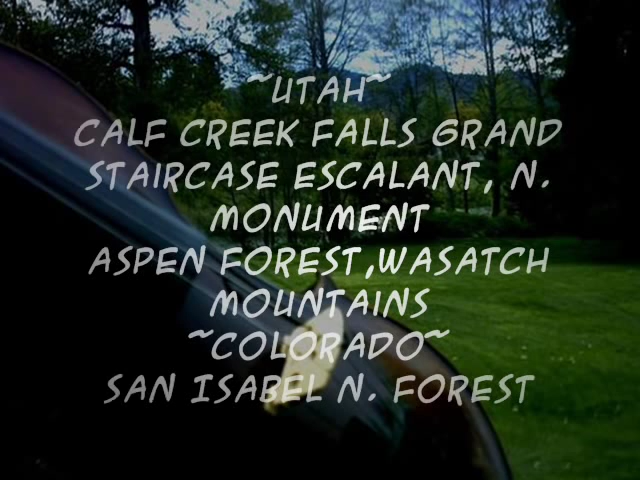 ~UTAH~
CALF CREEK FALLS GRAND
STAIRCASE ESCALANT, N.
MONUMENT
ASPEN FOREST,WASATCH
MOUNTAINS
~COLORADO~
SAN ISABEL N. FOREST